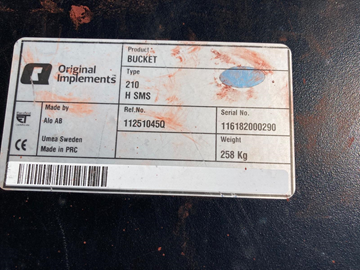 Original
Implements
Product
BUCKET
Type
210
H SMS
Made by
Alo AB
Umeå Sweden
Made in PRC
Ref.No.
11251045Q
Serial No.
116182000290
Weight
258 Kg